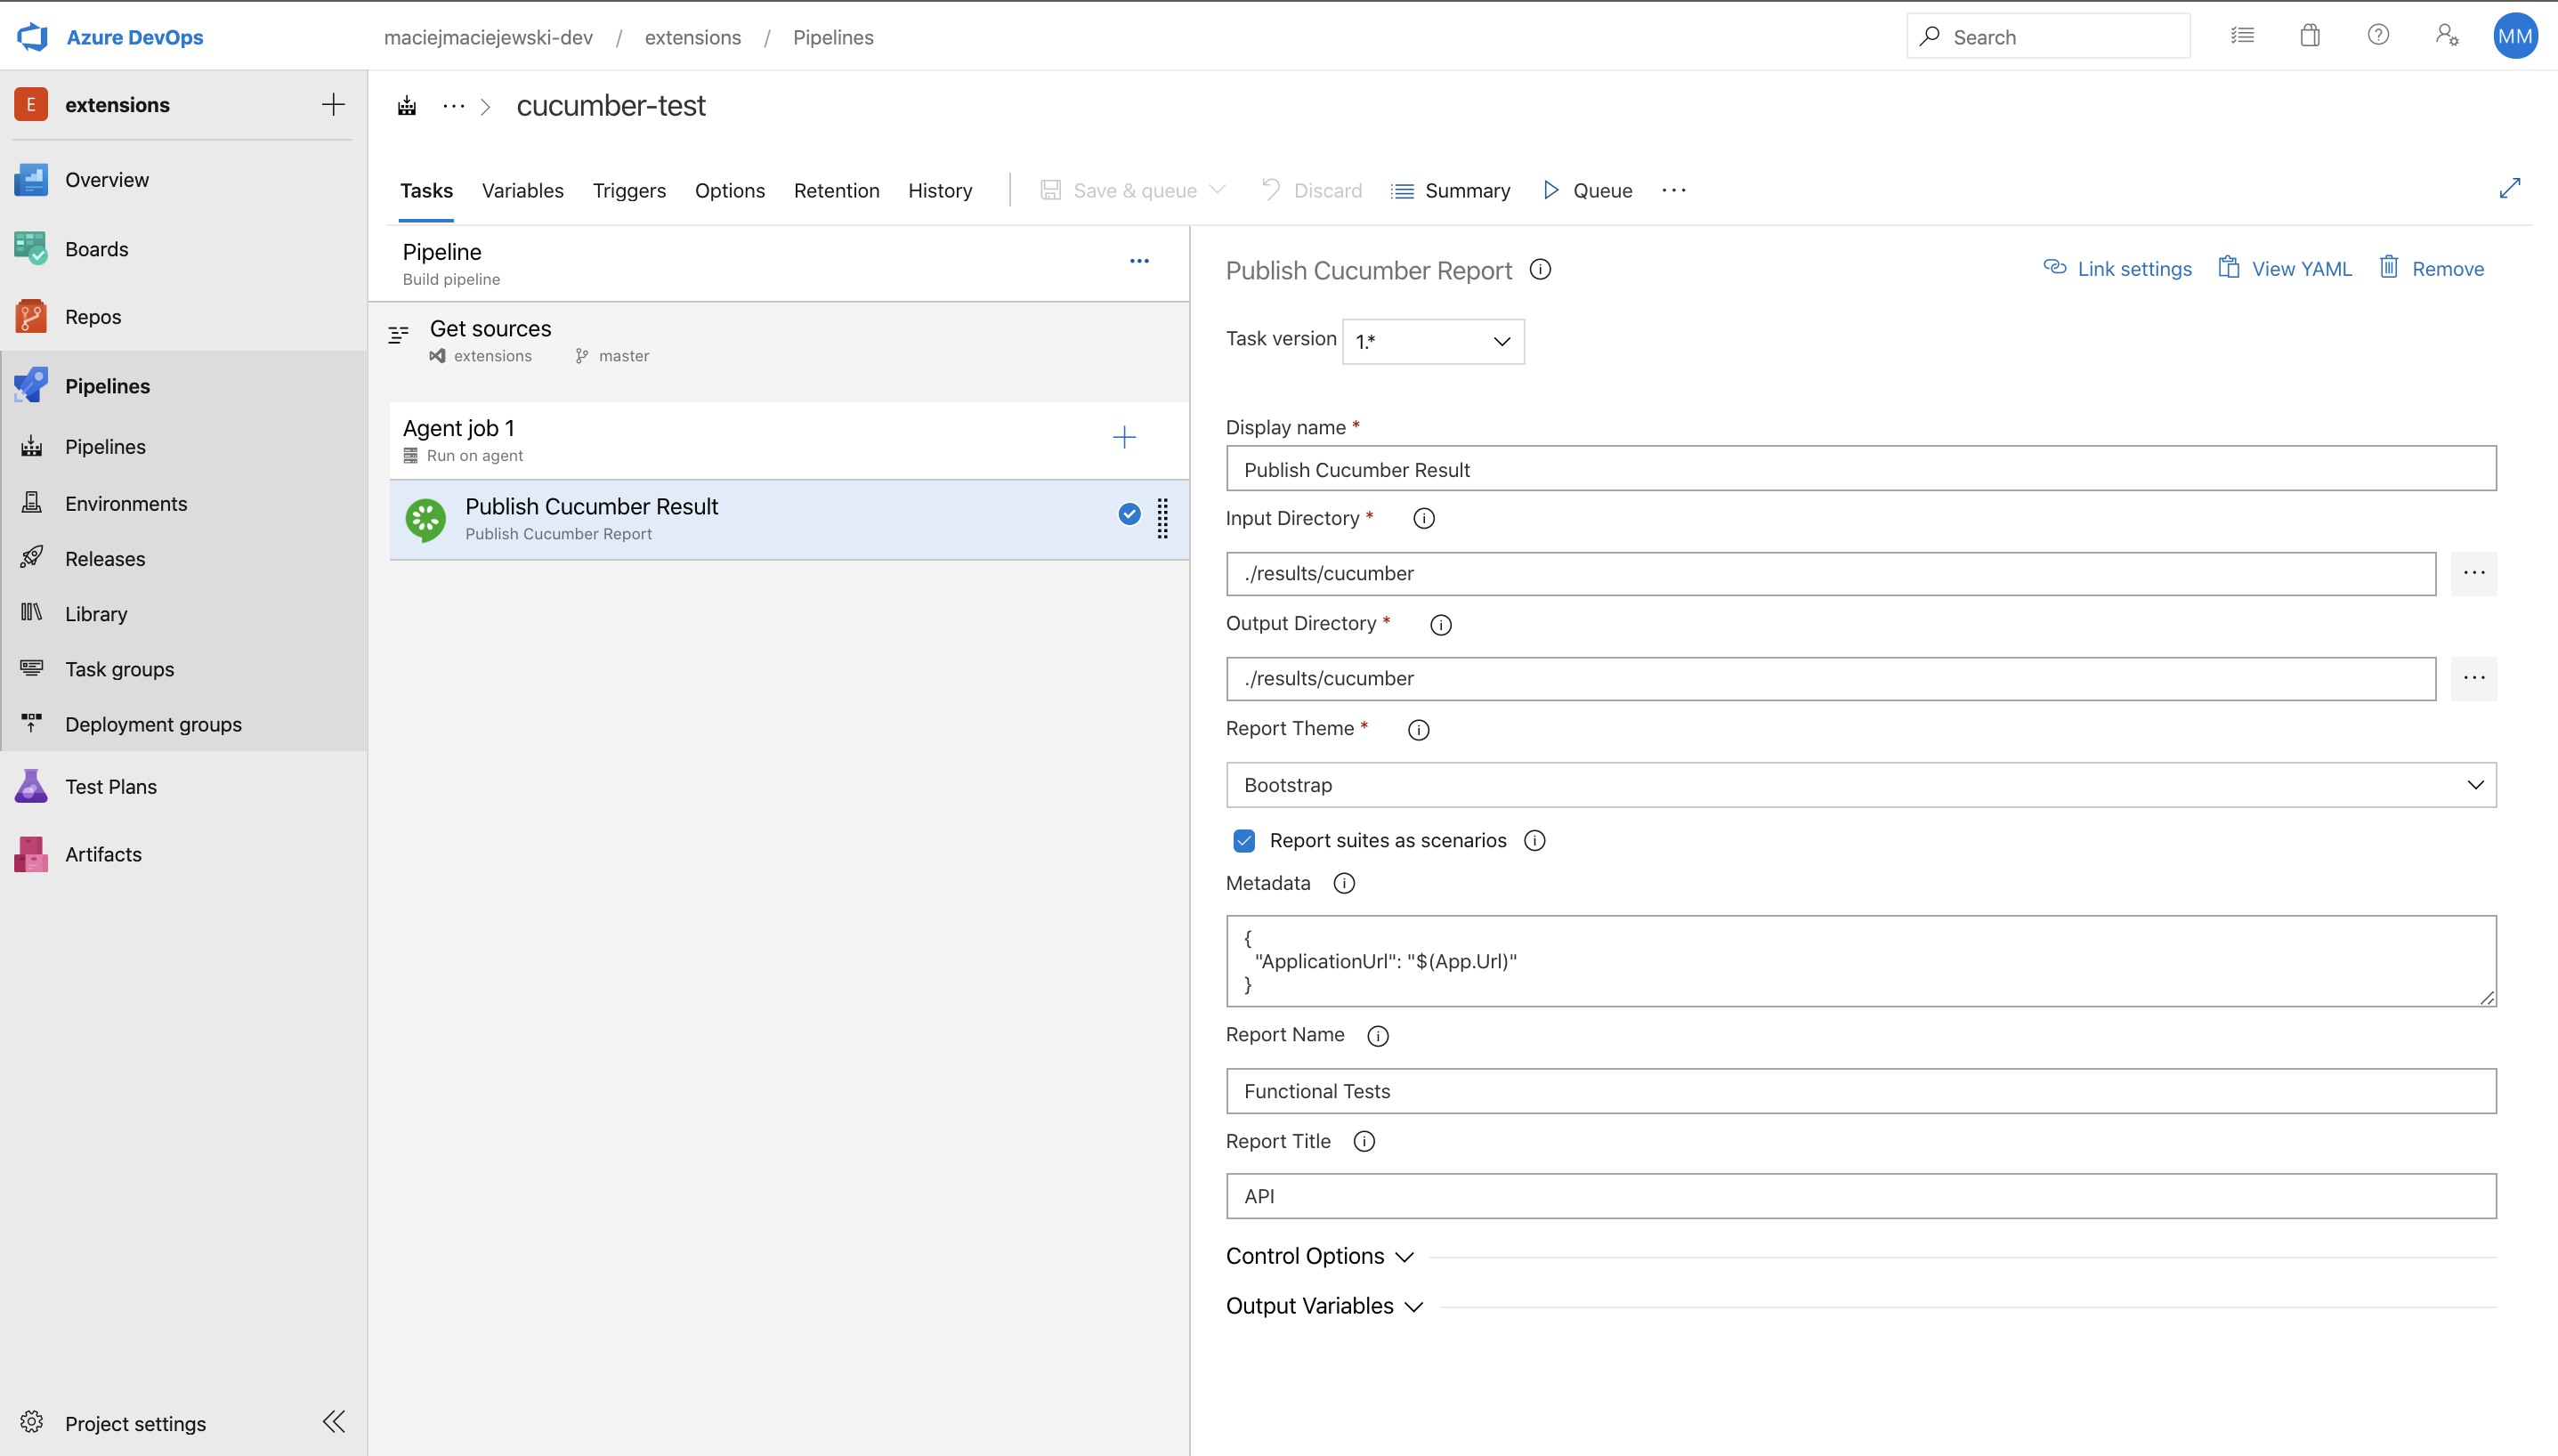 Azure DevOps
maciejmaciejewski-dev / extensions / Pipelines
Search
MM
E
extensions
Overview
Boards
Repos
Pipelines
Pipelines
Environments
Releases
Library
Task groups
Deployment groups
Test Plans
Artifacts
Project settings
cucumber-test
Tasks Variables Triggers Options Retention History
Save & queue Discard Summary Queue
Pipeline
Build pipeline
Get sources
extensions master
Agent job 1
Run on agent
Publish Cucumber Result
Publish Cucumber Report
Publish Cucumber Report
Link settings View YAML Remove
Task version 1.*
Display name *
Publish Cucumber Result
Input Directory *
./results/cucumber
Output Directory *
./results/cucumber
Report Theme *
Bootstrap
Report suites as scenarios
Metadata
{
"ApplicationUrl": "$(App.Url)"
}
Report Name
Functional Tests
Report Title
API
Control Options
Output Variables